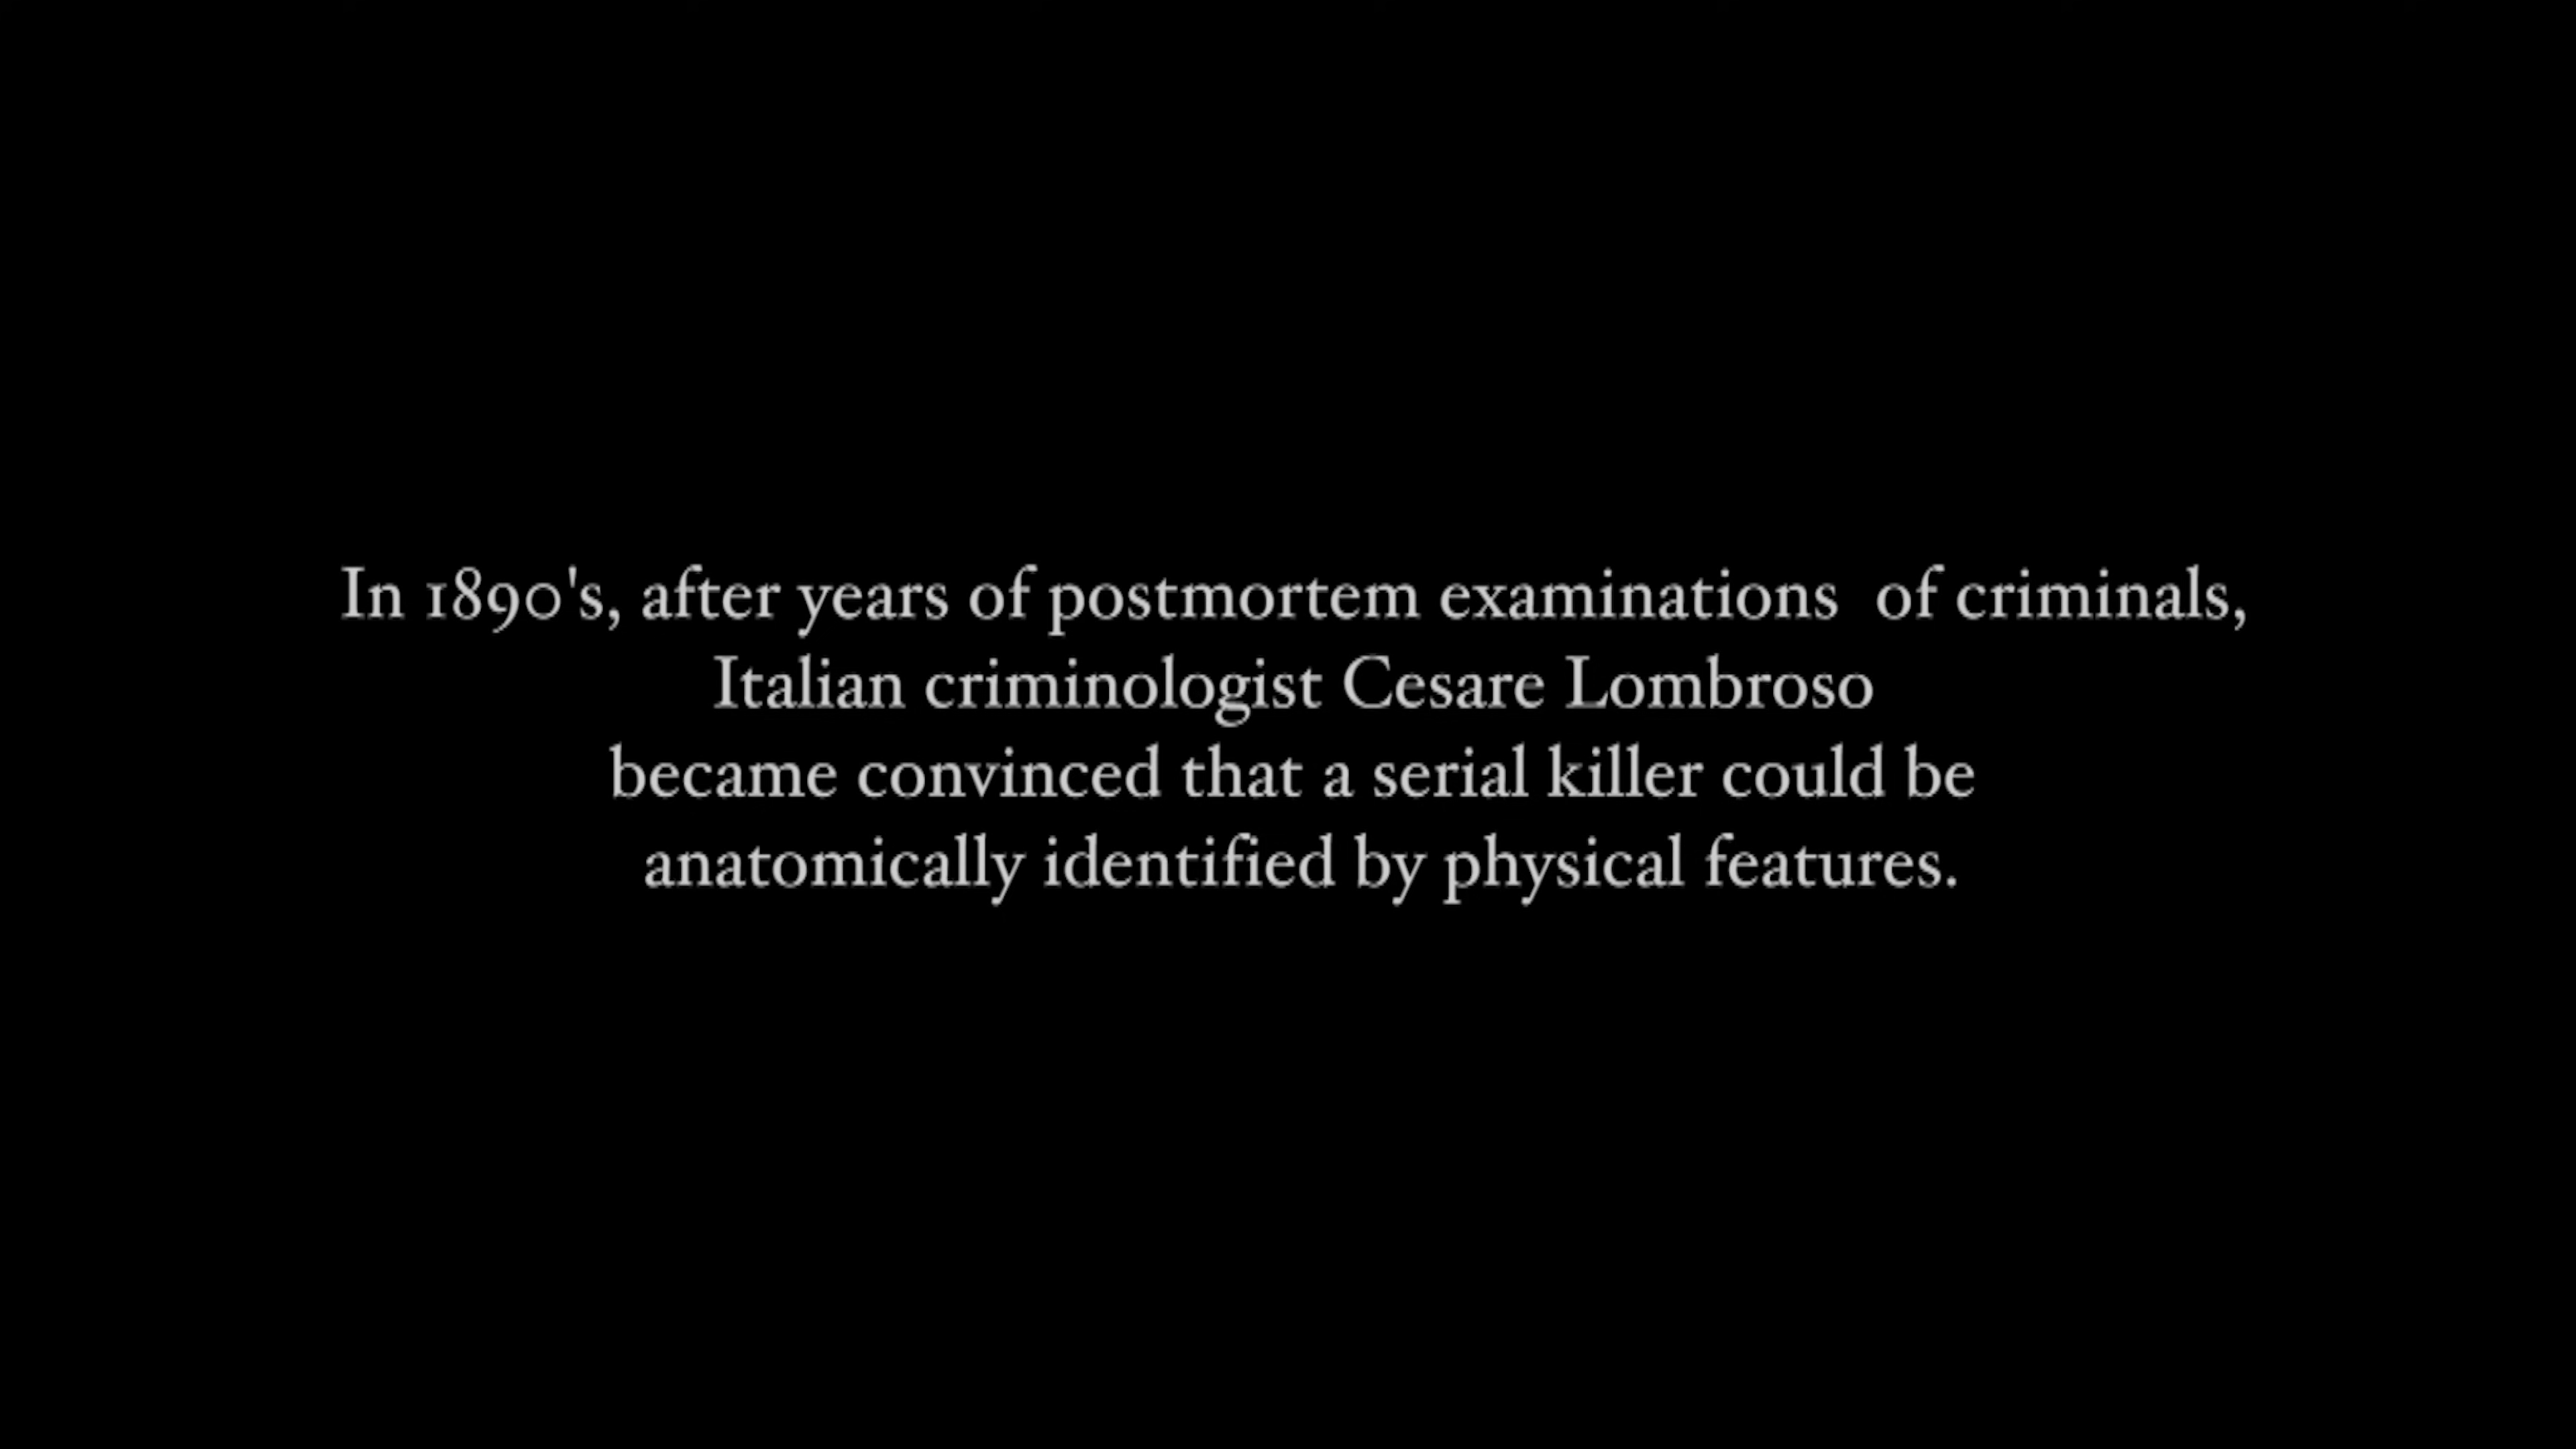 In 1890's, after years of postmortem examinations  of criminals,
Italian criminologist Cesare Lombroso
became convinced that a serial killer could be
anatomically identified by physical features.